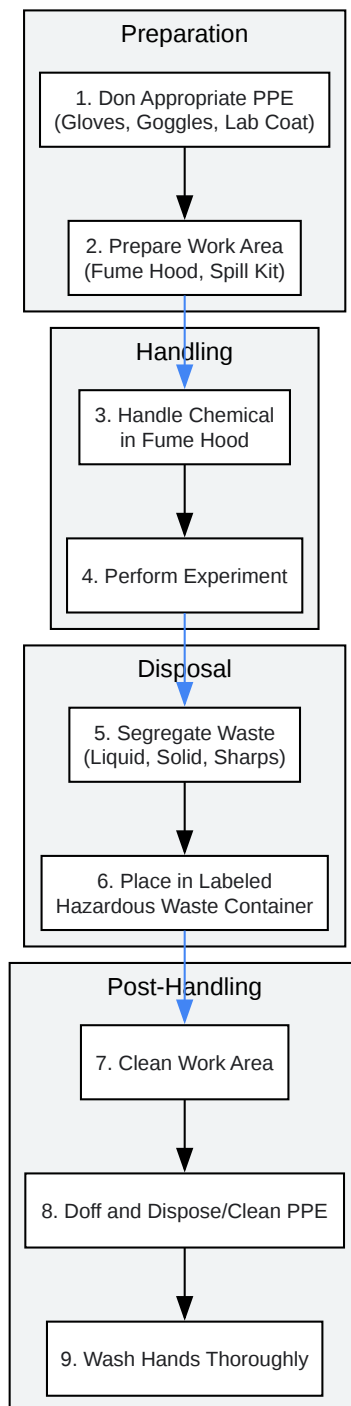 Preparation
1. Don Appropriate PPE
(Gloves, Goggles, Lab Coat)
2. Prepare Work Area
(Fume Hood, Spill Kit)
Handling
3. Handle Chemical
in Fume Hood
4. Perform Experiment
Disposal
5. Segregate Waste
(Liquid, Solid, Sharps)
6. Place in Labeled
Hazardous Waste Container
Post-Handling
7. Clean Work Area
8. Doff and Dispose/Clean PPE
9. Wash Hands Thoroughly